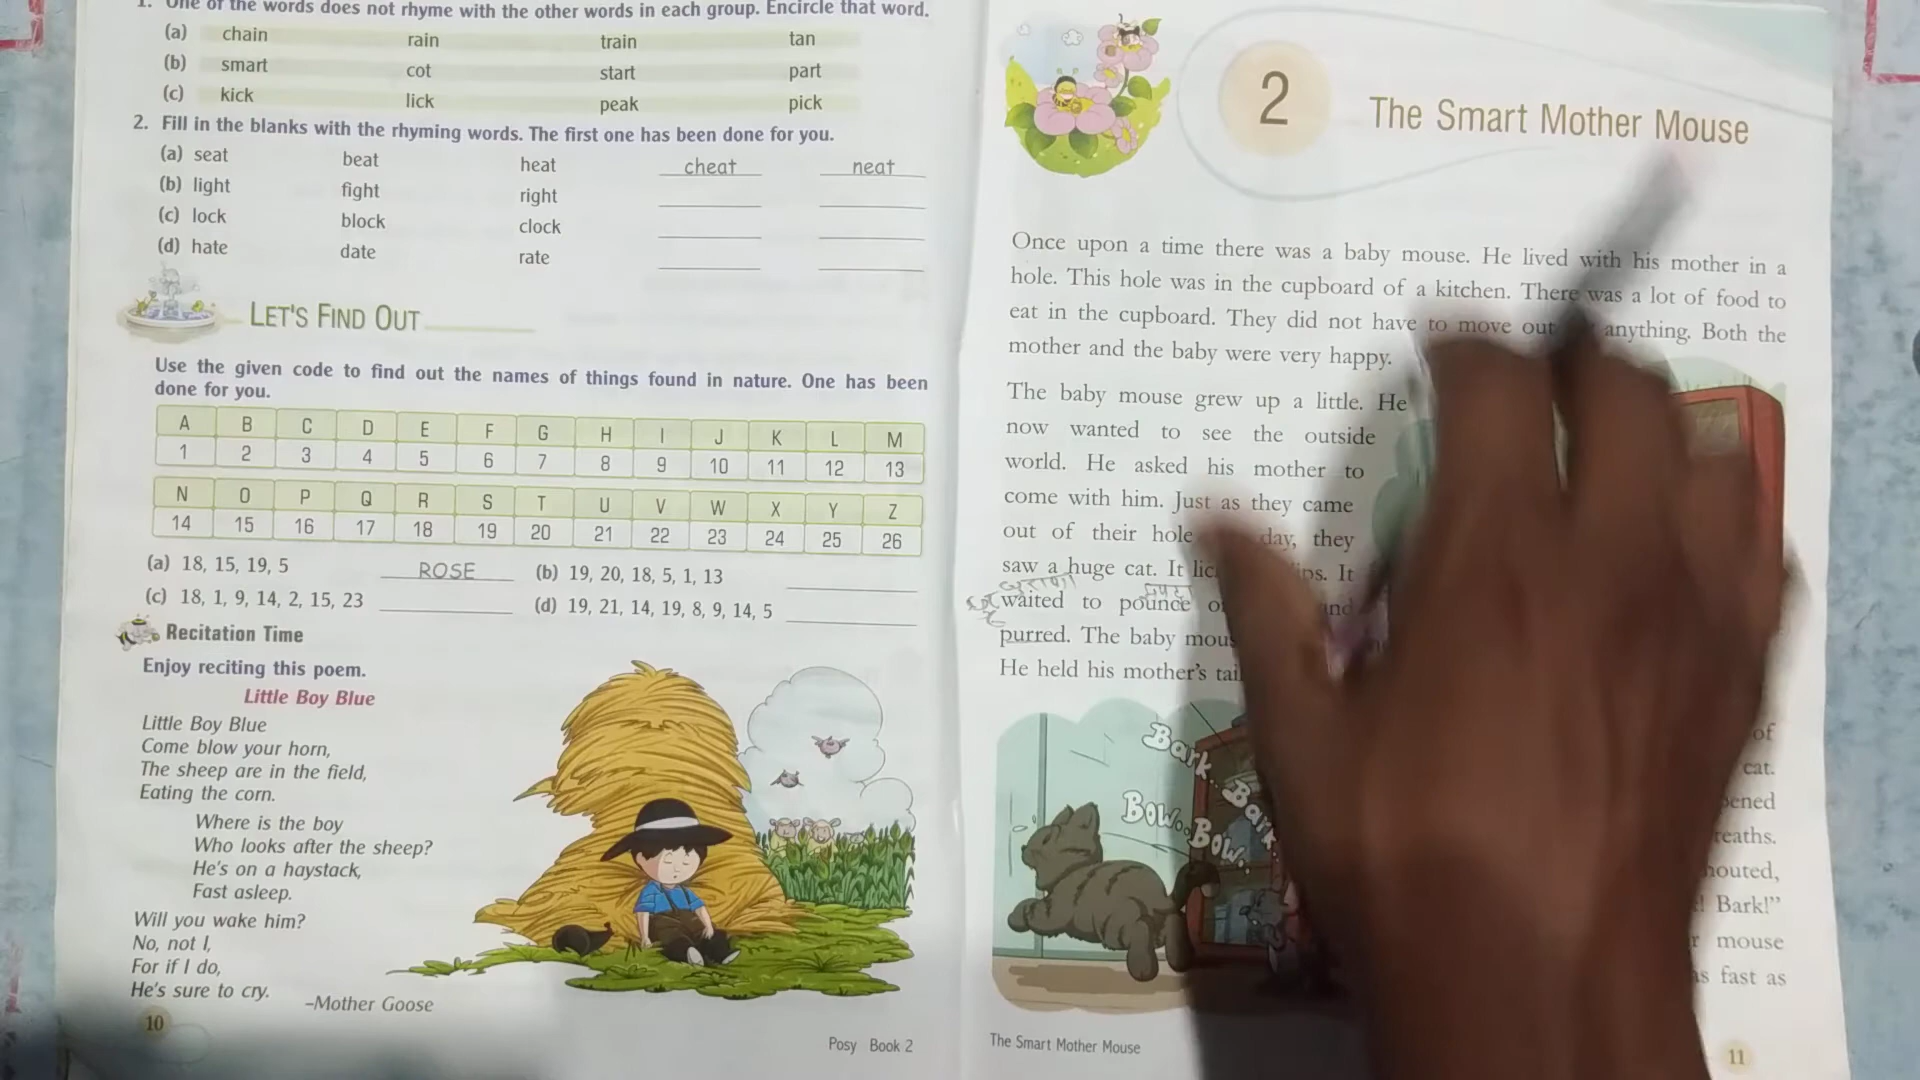 1. One of the words does not rhyme with the other words in each group. Encircle that word.
(a) chain rain train tan
(b) smart cot start part
(c) kick lick peak pick
2. Fill in the blanks with the rhyming words. The first one has been done for you.
(a) seat beat heat cheat neat
(b) light fight right
(c) lock block clock
(d) hate date rate
LET'S FIND OUT
Use the given code to find out the names of things found in nature. One has been
done for you.
A B C D E F G H I J K L M
1 2 3 4 5 6 7 8 9 10 11 12 13
N O P Q R S T U V W X Y Z
14 15 16 17 18 19 20 21 22 23 24 25 26
(a) 18, 15, 19, 5 ROSE (b) 19, 20, 18, 5, 1, 13
(c) 18, 1, 9, 14, 2, 15, 23 (d) 19, 21, 14, 19, 8, 9, 14, 5
Recitation Time
Enjoy reciting this poem.
Little Boy Blue
Little Boy Blue
Come blow your horn,
The sheep are in the field,
Eating the corn.
Where is the boy
Who looks after the sheep?
He's on a haystack,
Fast asleep.
Will you wake him?
No, not I,
For if I do,
He's sure to cry.
–Mother Goose
10
Posy Book 2
2
The Smart Mother Mouse
Once upon a time there was a baby mouse. He lived with his mother in a
hole. This hole was in the cupboard of a kitchen. There was a lot of food to
eat in the cupboard. They did not have to move out anything. Both the
mother and the baby were very happy.
The baby mouse grew up a little. He
now wanted to see the outside
world. He asked his mother to
come with him. Just as they came
out of their hole day, they
saw a huge cat. It
It
waited to pounce
purred. The baby
He held his mother's
Bark.. Bark.
Bow..Bow.
of
cat.
Bark!”
mouse
fast as
The Smart Mother Mouse
11